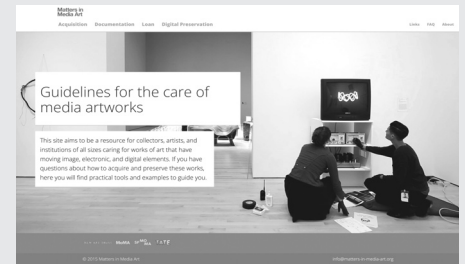 Matters in
Media Art
Acquisition Documentation Loan Digital Preservation
Links FAQ About
Guidelines for the care of
media artworks
This site aims to be a resource for collectors, artists, and
institutions of all sizes caring for works of art that have
moving image, electronic, and digital elements. If you have
questions about how to acquire and preserve these works,
here you will find practical tools and examples to guide you.
MoMA TATE
© 2015 Matters in Media Art info@matters-in-media-art.org